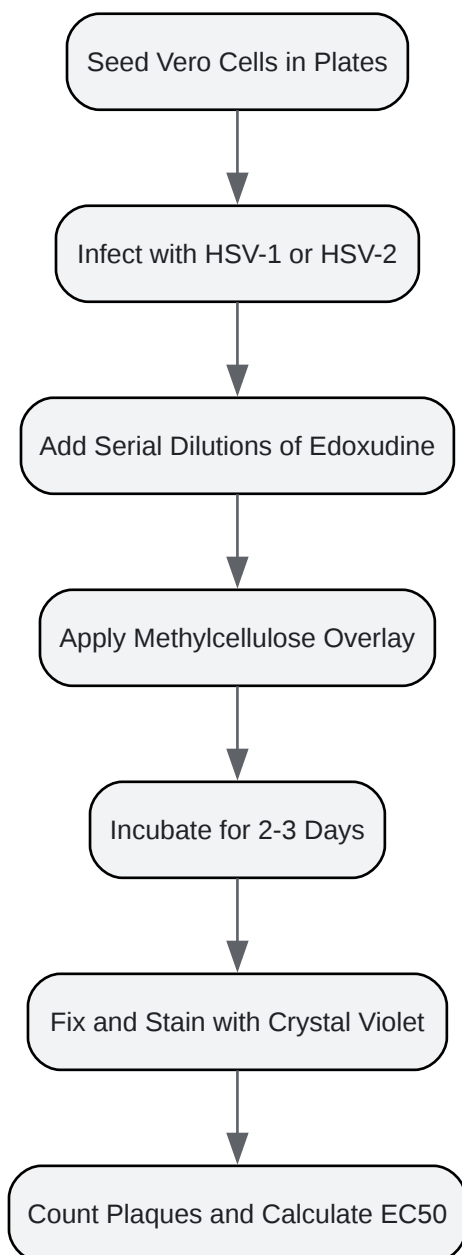 Seed Vero Cells in Plates
Infect with HSV-1 or HSV-2
Add Serial Dilutions of Edoxudine
Apply Methylcellulose Overlay
Incubate for 2-3 Days
Fix and Stain with Crystal Violet
Count Plaques and Calculate EC50